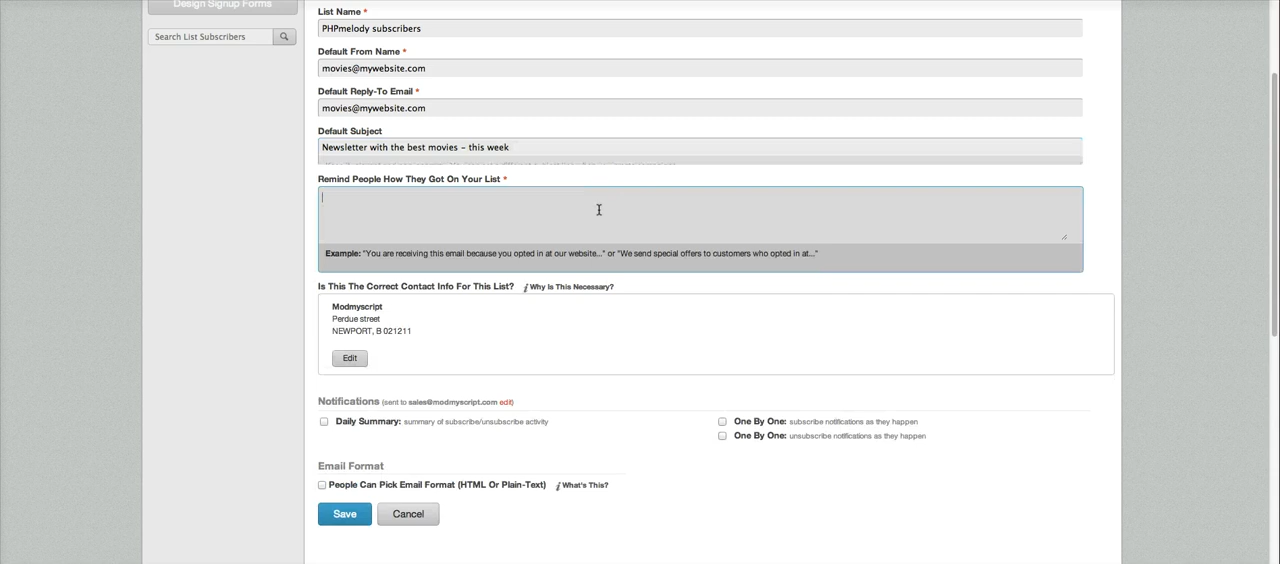 Design Signup Forms
Search List Subscribers
List Name *
PHPmelody subscribers
Default From Name *
movies@mywebsite.com
Default Reply-To Email *
movies@mywebsite.com
Default Subject
Newsletter with the best movies - this week
Remind People How They Got On Your List *
Example: "You are receiving this email because you opted in at our website..." or "We send special offers to customers who opted in at..."
Is This The Correct Contact Info For This List? i Why Is This Necessary?
Modmyscript
Perdue street
NEWPORT, B 021211
Edit
Notifications (sent to sales@modmyscript.com edit)
Daily Summary: summary of subscribe/unsubscribe activity
One By One: subscribe notifications as they happen
One By One: unsubscribe notifications as they happen
Email Format
People Can Pick Email Format (HTML Or Plain-Text) i What's This?
Save Cancel